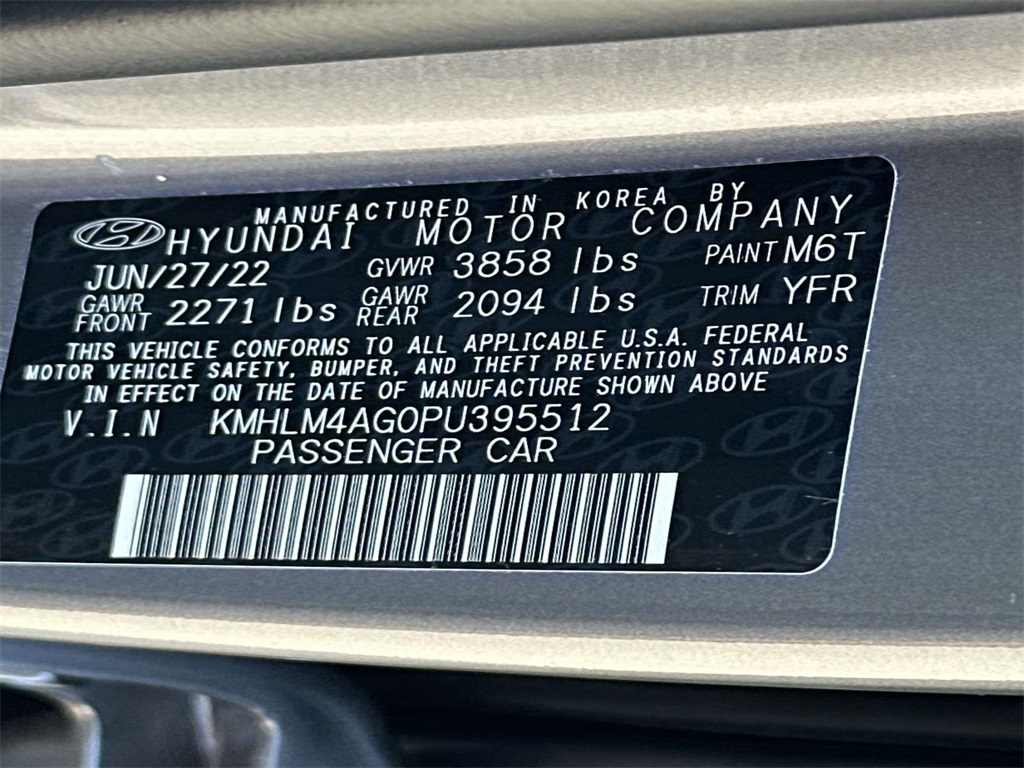 MANUFACTURED IN KOREA BY
HYUNDAI MOTOR COMPANY
JUN/27/22 GVWR 3858 lbs PAINT M6T
GAWR FRONT 2271 lbs GAWR REAR 2094 lbs TRIM YFR
THIS VEHICLE CONFORMS TO ALL APPLICABLE U.S.A. FEDERAL
MOTOR VEHICLE SAFETY, BUMPER, AND THEFT PREVENTION STANDARDS
IN EFFECT ON THE DATE OF MANUFACTURE SHOWN ABOVE
V.I.N KMHLM4AG0PU395512
PASSENGER CAR